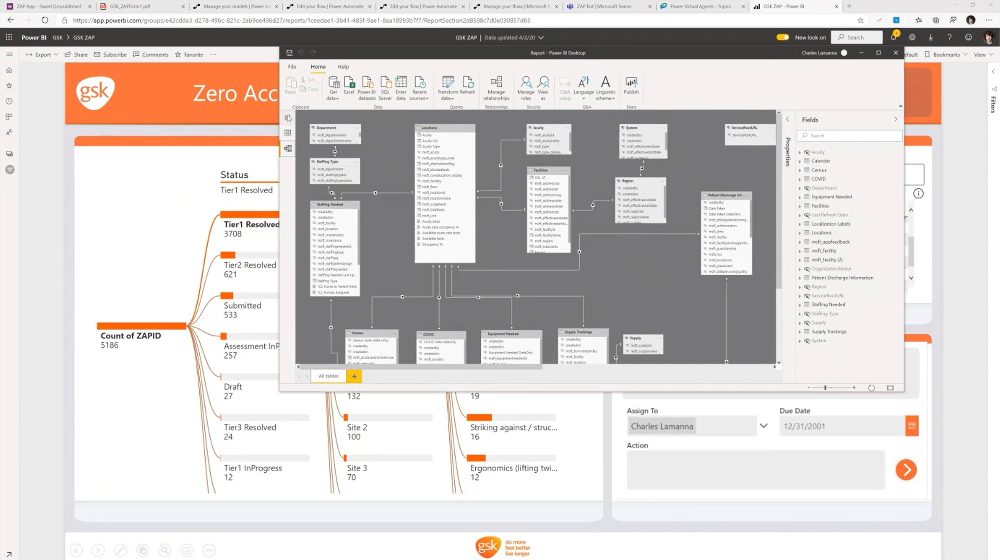 ZAP App - Saved (Unpublished)
GSK_ZAPForm1.pdf
Manage your models | Power Au
Edit your flow | Power Automate
Edit your flow | Power Automate
Manage your flows | Microsoft P
ZAP Bot | Microsoft Teams
Power Virtual Agents - Topics
GSK ZAP - Power BI
https://app.powerbi.com/groups/e42cdda3-d278-496c-821c-2ab9ee496d27/reports/1ceedae1-3b41-485f-9ae1-8aa18993b7f7/ReportSection2d8598c7d0e030857d65
Power BI GSK > GSK ZAP
GSK ZAP | Data updated 4/2/20
New look on
Search
1
Export
Share
Subscribe
Comments
Favorite
efault
Bookmarks
View
Filters
gsk
Zero Acc
Report - Power BI Desktop
Charles Lamanna
File
Home
Help
Paste
Cut
Copy
Clipboard
Get data
Excel
Power BI datasets
SQL Server
Enter data
Recent sources
Data
Transform data
Refresh
Queries
Manage relationships
Relationships
Manage roles
View as
Security
Q&A setup
Language
Linguistic schema
Q&A
Publish
Share
Department
msft_departmentid
msft_departmentname
Staffing Type
msft_department
msft_staffingtypeid
msft_staffingtypename
Staffing Needed
createdby
createdon
msft_facility
msft_location
msft_staffingneededid
msft_staffingtype
msft_staffpatientassign
msft_staffrequested
Staffing Needed Last Up...
Staffing Type
ICU Nurse to Patient Ratio
ICU Nurses Assigned
Locations
Acuity
Acuity ICU
Acuity Type
msft_acuity
msft_acuitytype_code
msft_alternatesiteflag
msft_blockedbeds
msft_covidlocation_display
msft_facility
msft_floor
msft_locationid
msft_locationname
msft_surgebeds
msft_totalbeds
msft_unit
Acuity beds
Acute care occupancy %
Available acute care beds
Available beds
Occupancy %
Acuity
msft_acuityid
msft_acuityname
msft_type
msft_type_display
Facilities
City, ST
msft_addresscity
msft_addresslat
msft_addresslong
msft_addressstate
msft_addressstreet
msft_addresszip
msft_effectiveenddate
msft_effectivestartda...
msft_facilityid
msft_facilityname
msft_region
msft_totalvents
Region
System
createdby
createdon
msft_effectiveenddate
msft_effectivestartdate
msft_systemid
Region
createdby
createdon
msft_effectiveenddate
msft_effectivestartdate
msft_regionid
msft_regionname
msft_system
ServiceRootURL
ServiceRootURL
Patient Discharge Inf...
createdby
Date Taken
Date Taken DateOnly
msft_anticipateddischarg...
msft_authorization
msft_dme
msft_facility
msft_facilitydischargeinfo...
msft_guardianship
msft_hcs
msft_locationid
msft_placement
msft_skillednursingfacility
Census
Census Date (date only)
createdby
createdon
msft_acutecarenonairinuse
COVID
COVID Date dateonly
createdby
createdon
msft_covidid
Equipment Needed
createdby
createdon
Equipment Needed DateOnly
msft_equipmentneededid
Supply Trackings
createdby
createdon
msft_burnrateperday
msft_facility
msft_location
Supply
msft_supplyid
msft_supplyname
All tables
Properties
Fields
Search
Acuity
Calendar
Census
COVID
Department
Equipment Needed
Facilities
Last Refresh Date
Localization Labels
Locations
msft_appfeedback
msft_facility
msft_facility (2)
OrganizationName
Patient Discharge Information
Region
ServiceRootURL
Staffing Needed
Staffing Type
Supply
Supply Trackings
System
Status
Tier1 Resolved
Tier1 Resolved
3708
Tier2 Resolved
621
Submitted
533
Count of ZAPID
5186
Assessment InP
257
Draft
27
Tier3 Resolved
24
Tier1 InProgress
12
132
Site 2
100
Site 3
70
19
Striking against / struc...
16
Ergonomics (lifting twi...
12
Assign To
Charles Lamanna
Due Date
12/31/2001
Action
gsk
do more
feel better
live longer